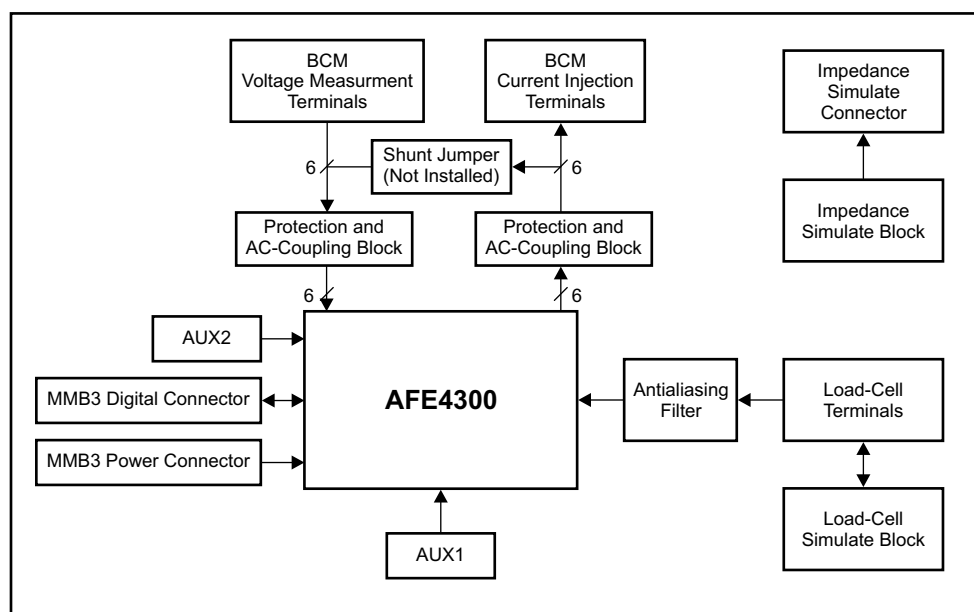 BCM
Voltage Measurment
Terminals
BCM
Current Injection
Terminals
Impedance
Simulate
Connector
6
Shunt Jumper
(Not Installed)
6
Protection and
AC-Coupling Block
Protection and
AC-Coupling Block
Impedance
Simulate Block
6
6
AUX2
MMB3 Digital Connector
MMB3 Power Connector
AFE4300
Antialiasing
Filter
Load-Cell
Terminals
AUX1
Load-Cell
Simulate Block